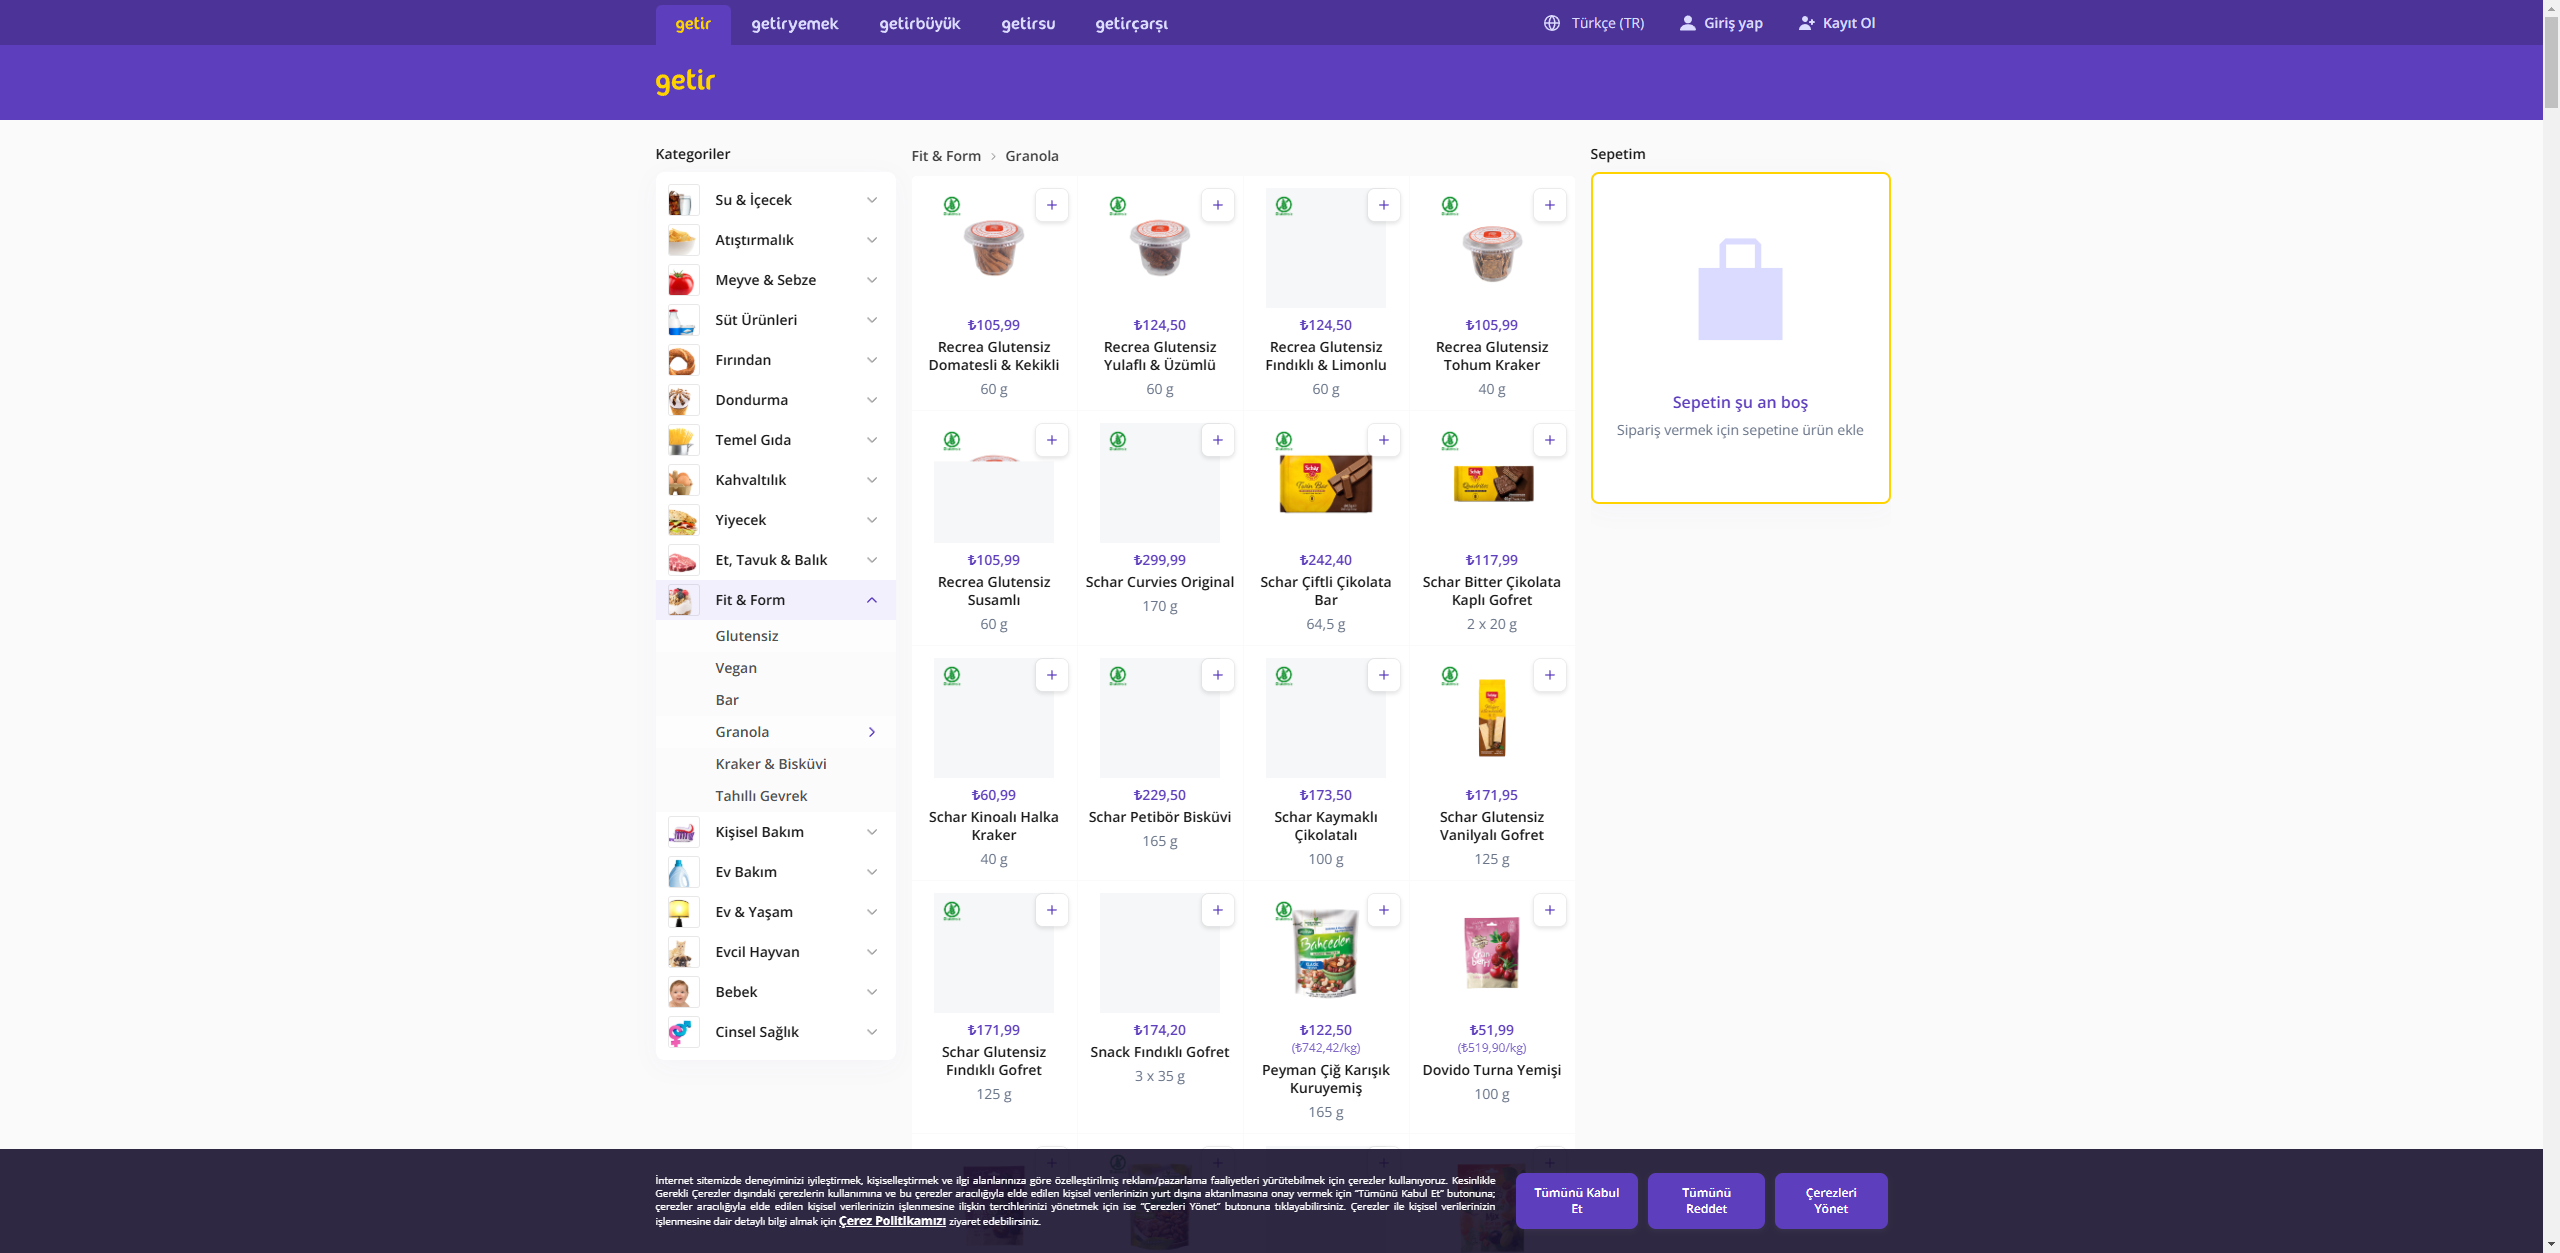 getir
getiryemek
getirbüyük
getirsu
getirçarşı
Türkçe (TR)
Giriş yap
Kayıt Ol
getir
Kategoriler
Su & İçecek
Atıştırmalık
Meyve & Sebze
Süt Ürünleri
Fırından
Dondurma
Temel Gıda
Kahvaltılık
Yiyecek
Et, Tavuk & Balık
Fit & Form
Glutensiz
Vegan
Bar
Granola
Kraker & Bisküvi
Tahıllı Gevrek
Kişisel Bakım
Ev Bakım
Ev & Yaşam
Evcil Hayvan
Bebek
Cinsel Sağlık
Fit & Form
Granola
₺105,99
Recrea Glutensiz
Domatesli & Kekikli
60 g
₺124,50
Recrea Glutensiz
Yulaflı & Üzümlü
60 g
₺124,50
Recrea Glutensiz
Fındıklı & Limonlu
60 g
₺105,99
Recrea Glutensiz
Tohum Kraker
40 g
₺105,99
Recrea Glutensiz
Susamlı
60 g
₺299,99
Schar Curvies Original
170 g
Schär
Twin Bar
₺242,40
Schar Çiftli Çikolata
Bar
64,5 g
Schär
Quadritos
₺117,99
Schar Bitter Çikolata
Kaplı Gofret
2 x 20 g
₺60,99
Schar Kinoalı Halka
Kraker
40 g
₺229,50
Schar Petibör Bisküvi
165 g
₺173,50
Schar Kaymaklı
Çikolatalı
100 g
Schär
₺171,95
Schar Glutensiz
Vanilyalı Gofret
125 g
₺171,99
Schar Glutensiz
Fındıklı Gofret
125 g
₺174,20
Snack Fındıklı Gofret
3 x 35 g
Bahçeden
₺122,50
(₺742,42/kg)
Peyman Çiğ Karışık
Kuruyemiş
165 g
₺51,99
(₺519,90/kg)
Dovido Turna Yemişi
100 g
Sepetim
Sepetin şu an boş
Sipariş vermek için sepetine ürün ekle
İnternet sitemizde deneyiminizi iyileştirmek, kişiselleştirmek ve ilgi alanlarınıza göre özelleştirilmiş reklam/pazarlama faaliyetleri yürütebilmek için çerezler kullanıyoruz. Kesinlikle
Gerekli Çerezler dışındaki çerezlerin kullanımına ve bu çerezler aracılığıyla elde edilen kişisel verilerinizin yurt dışına aktarılmasına onay vermek için “Tümünü Kabul Et” butonuna;
çerezler aracılığıyla elde edilen kişisel verilerinizin işlenmesine ilişkin tercihlerinizi yönetmek için ise “Çerezleri Yönet” butonuna tıklayabilirsiniz. Çerezler ile kişisel verilerinizin
işlenmesine dair detaylı bilgi almak için Çerez Politikamızı ziyaret edebilirsiniz.
Tümünü Kabul
Et
Tümünü
Reddet
Çerezleri
Yönet